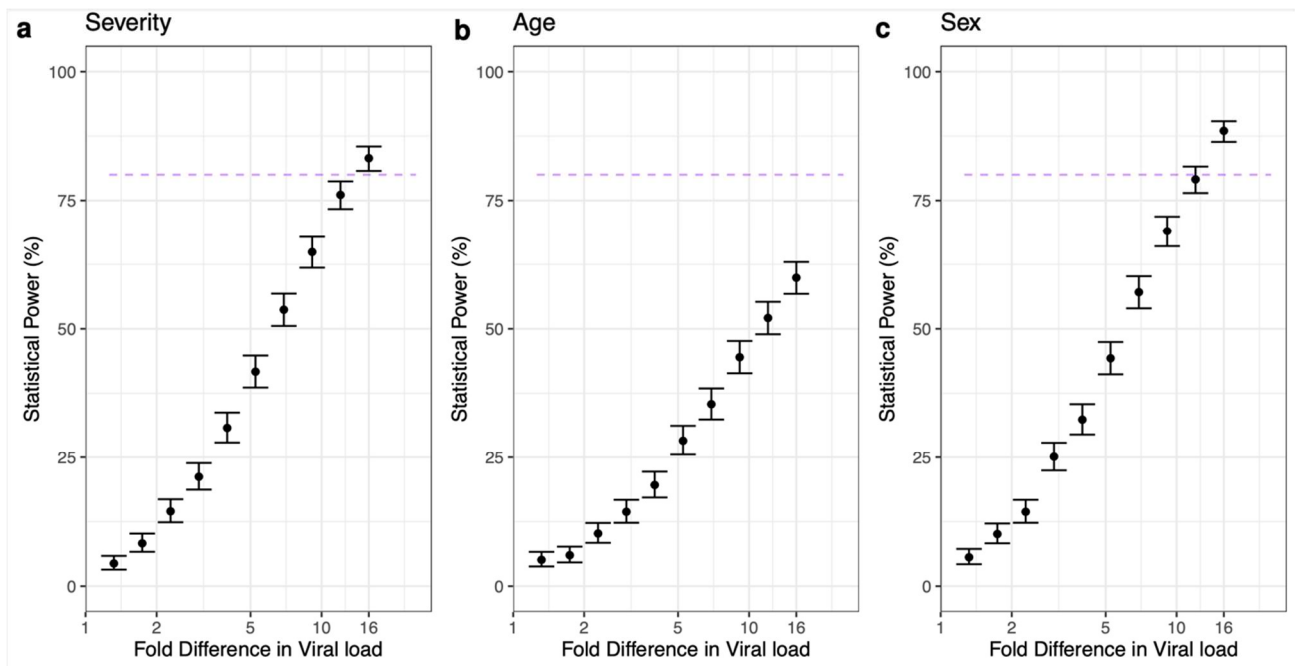 a Severity
Statistical Power (%)
100
75
50
25
0
1 2 5 10 16
Fold Difference in Viral load
b Age
Statistical Power (%)
100
75
50
25
0
1 2 5 10 16
Fold Difference in Viral load
c Sex
Statistical Power (%)
100
75
50
25
0
1 2 5 10 16
Fold Difference in Viral load